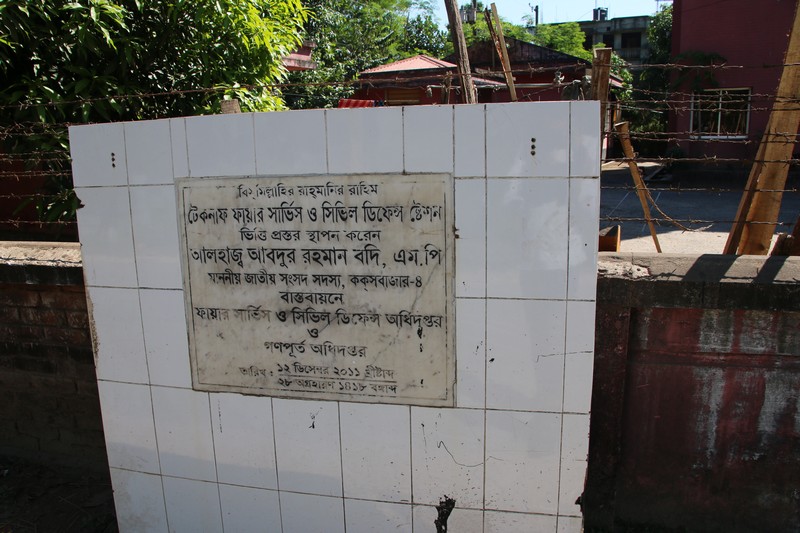 বিসমিল্লাহির রাহমানির রাহিম
টেকনাফ ফায়ার সার্ভিস ও সিভিল ডিফেন্স ষ্টেশন
ভিত্তি প্রস্তর স্থাপন করেন
আলহাজ্ব আবদুর রহমান বদি, এম.পি
মাননীয় জাতীয় সংসদ সদস্য, কক্সবাজার-৪
বাস্তবায়নে
ফায়ার সার্ভিস ও সিভিল ডিফেন্স অধিদপ্তর
ও
গণপূর্ত অধিদপ্তর
তারিখ : ১২ ডিসেম্বর ২০১১ খ্রীষ্টাব্দ
২৮ অগ্রহায়ণ ১৪১৮ বঙ্গাব্দ